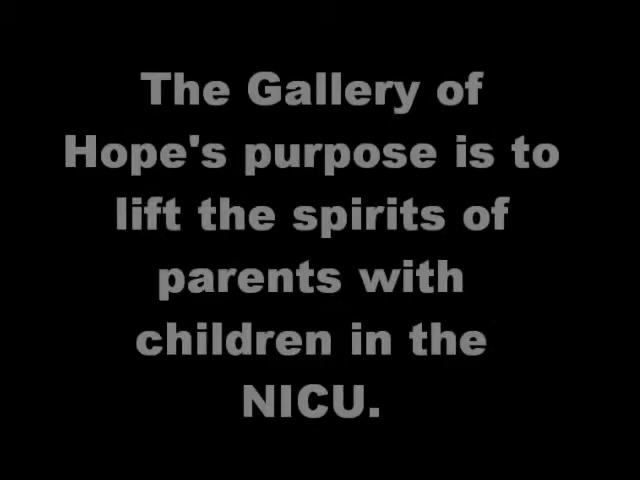 The Gallery of
Hope's purpose is to
lift the spirits of
parents with
children in the
NICU.